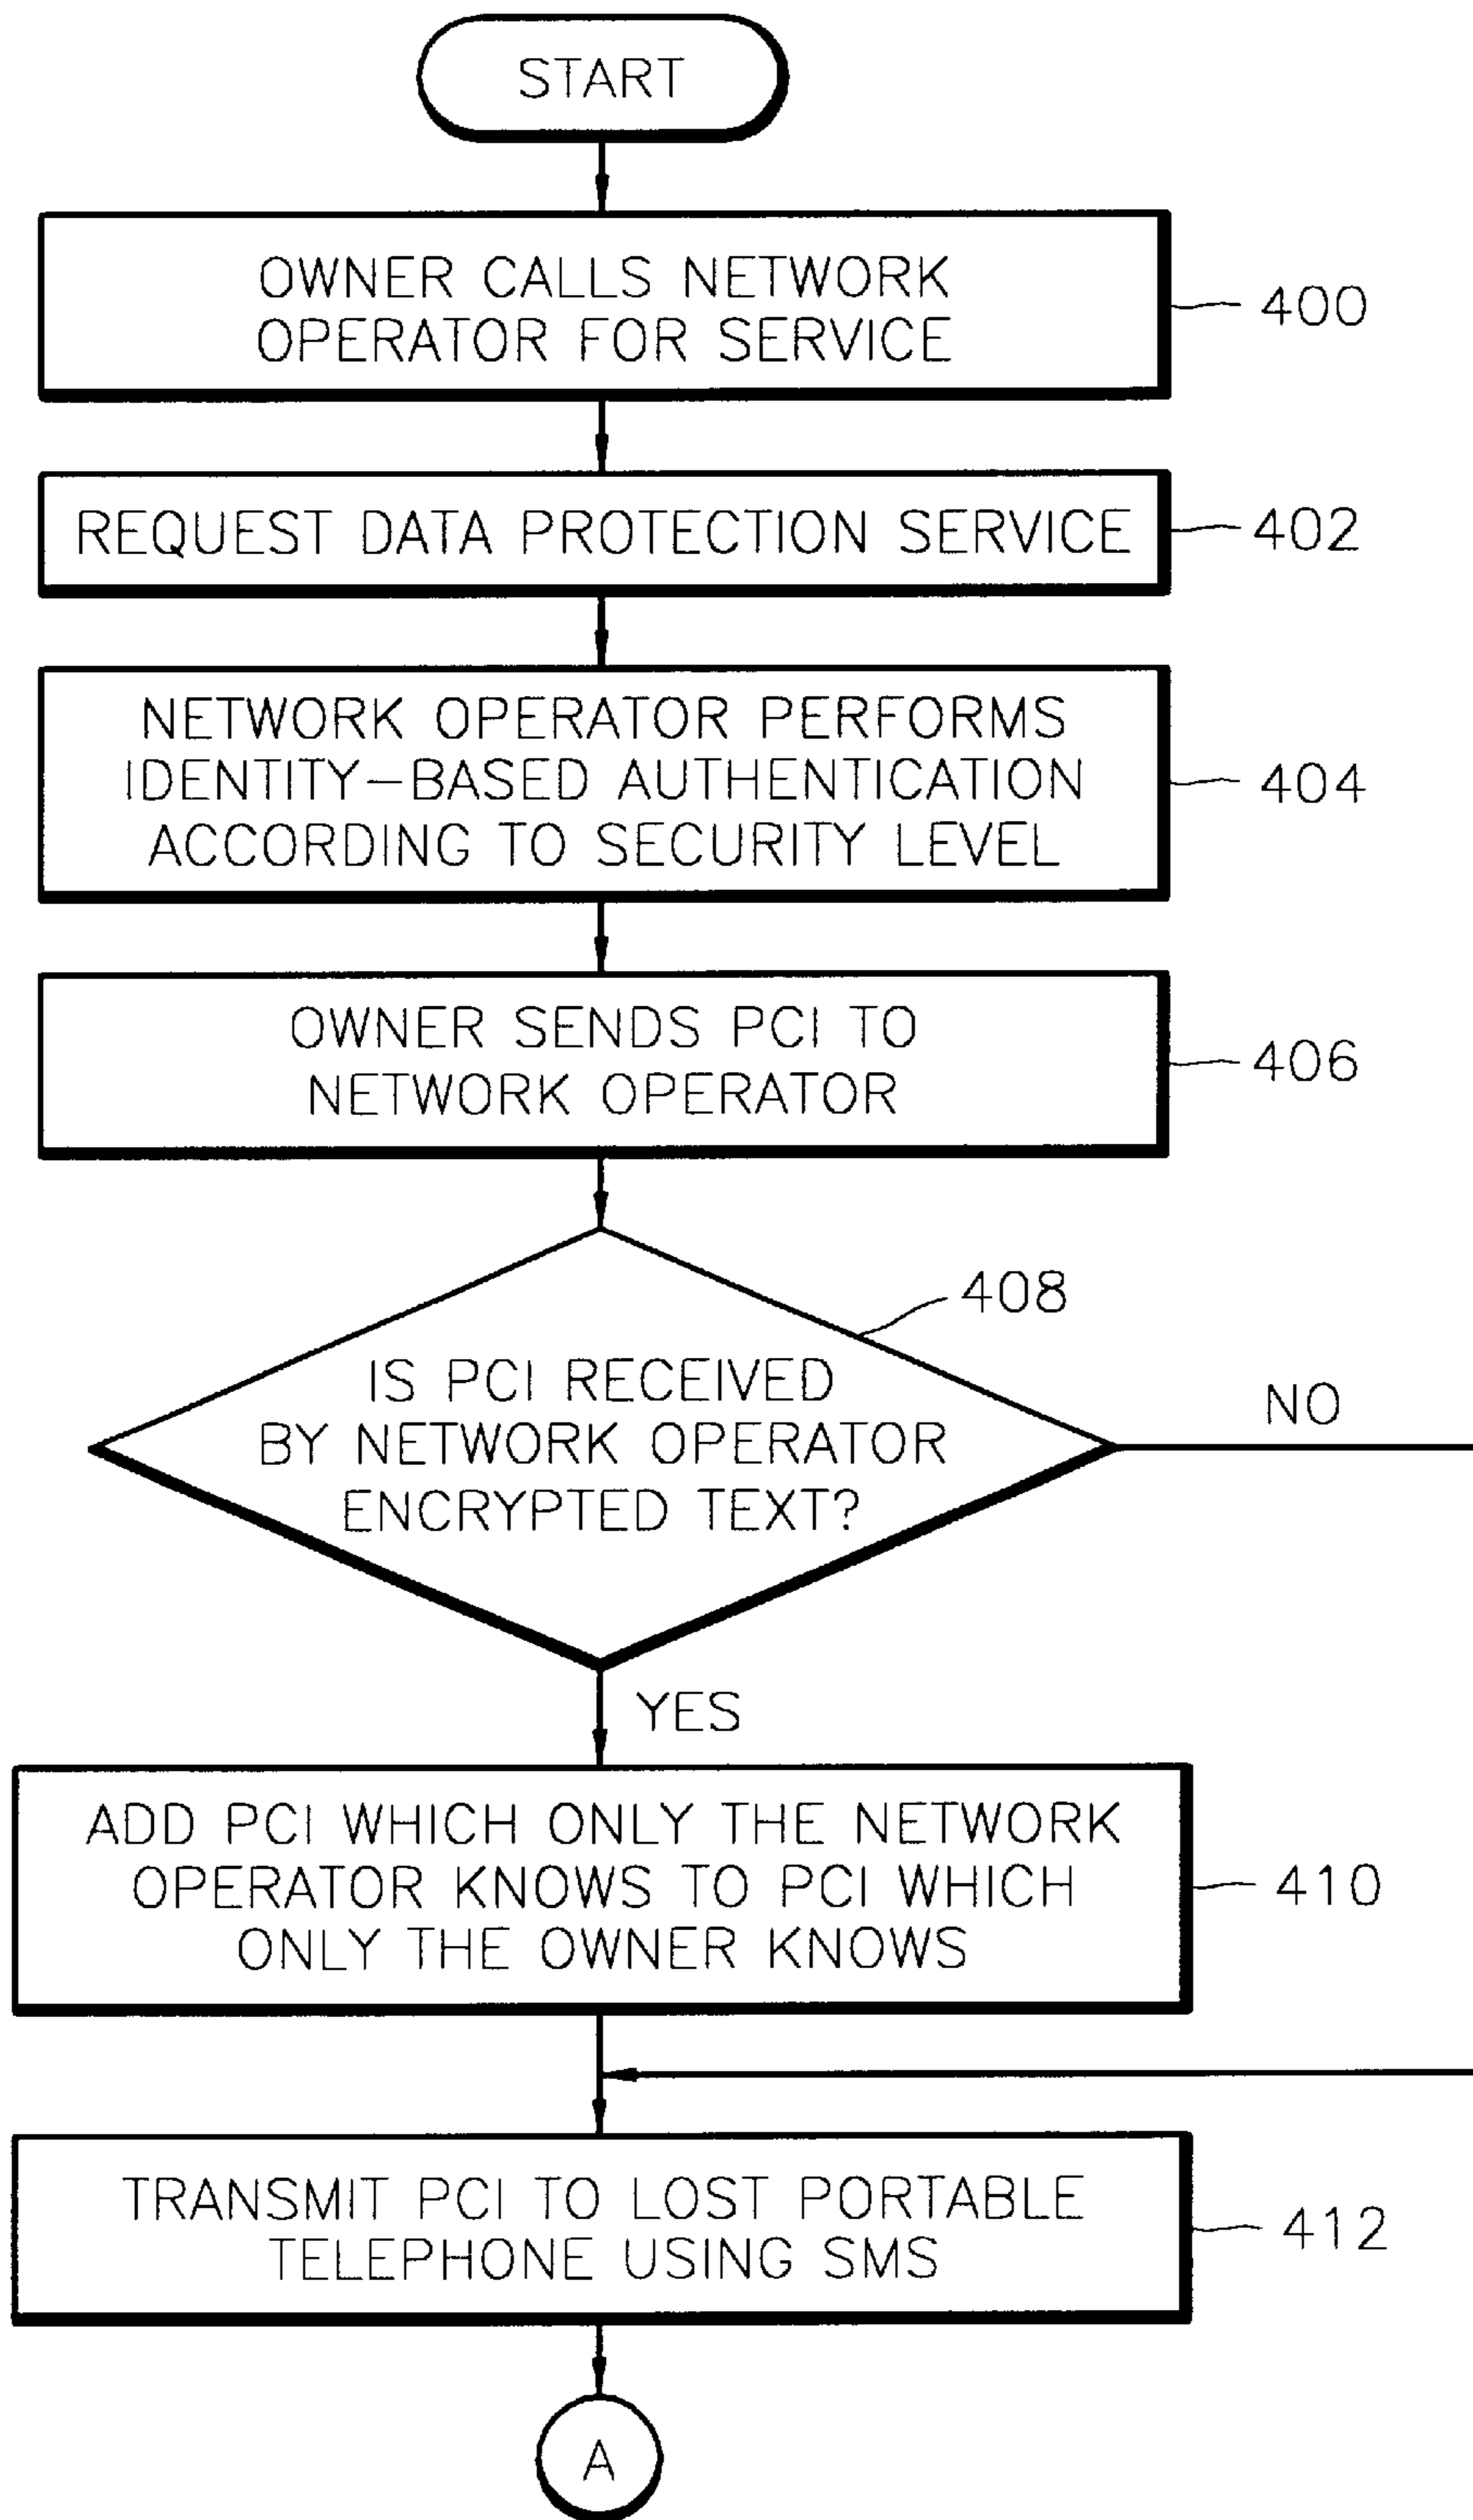 START
OWNER CALLS NETWORK
OPERATOR FOR SERVICE
400
REQUEST DATA PROTECTION SERVICE
402
NETWORK OPERATOR PERFORMS
IDENTITY-BASED AUTHENTICATION
ACCORDING TO SECURITY LEVEL
404
OWNER SENDS PCI TO
NETWORK OPERATOR
406
408
IS PCI RECEIVED
BY NETWORK OPERATOR
ENCRYPTED TEXT?
NO
YES
ADD PCI WHICH ONLY THE NETWORK
OPERATOR KNOWS TO PCI WHICH
ONLY THE OWNER KNOWS
410
TRANSMIT PCI TO LOST PORTABLE
TELEPHONE USING SMS
412
A